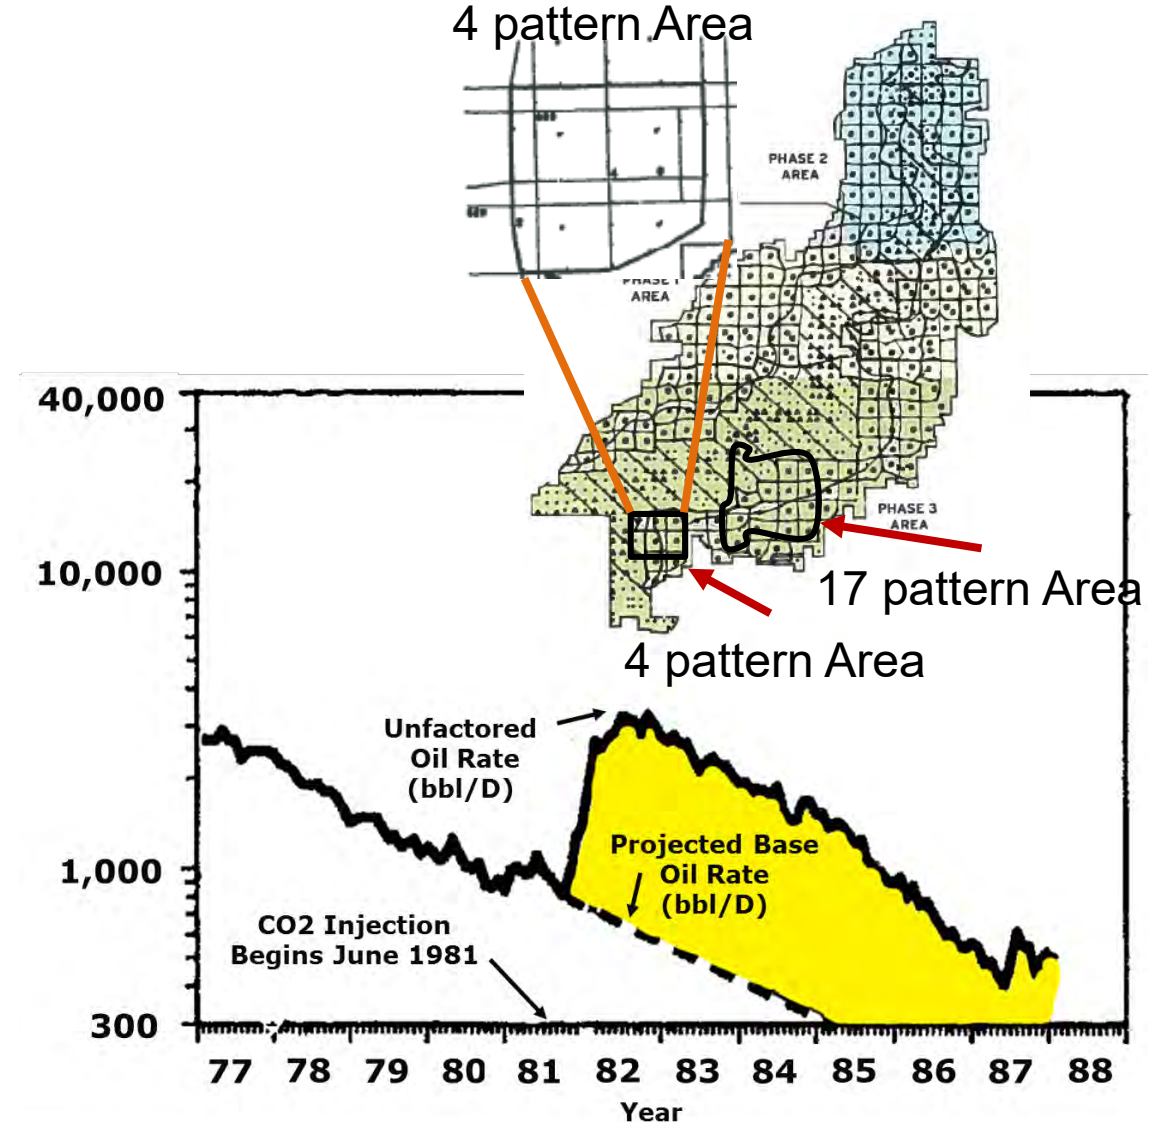 4 pattern Area
PHASE 2
AREA
PHASE 1
AREA
PHASE 3
AREA
17 pattern Area
4 pattern Area
40,000
10,000
1,000
300
Unfactored
Oil Rate
(bbl/D)
Projected Base
Oil Rate
(bbl/D)
CO2 Injection
Begins June 1981
77 78 79 80 81 82 83 84 85 86 87 88
Year